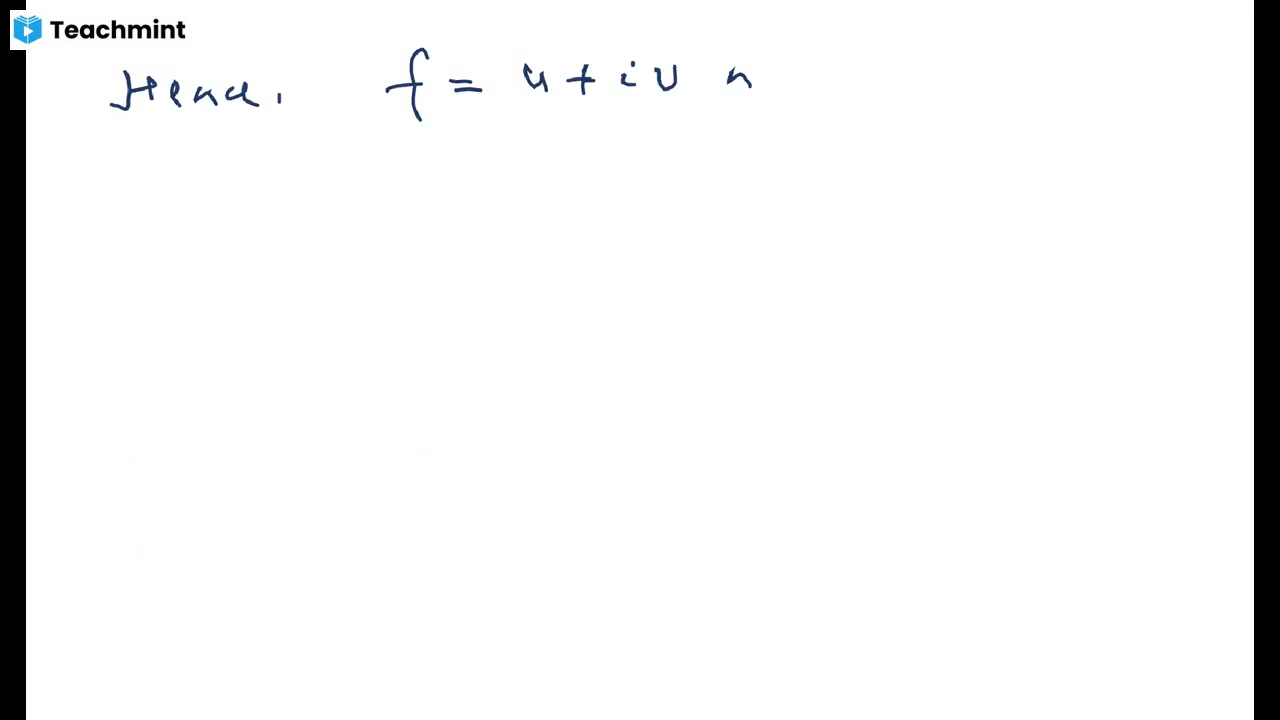 Teachmint
Hence, f = u + iv